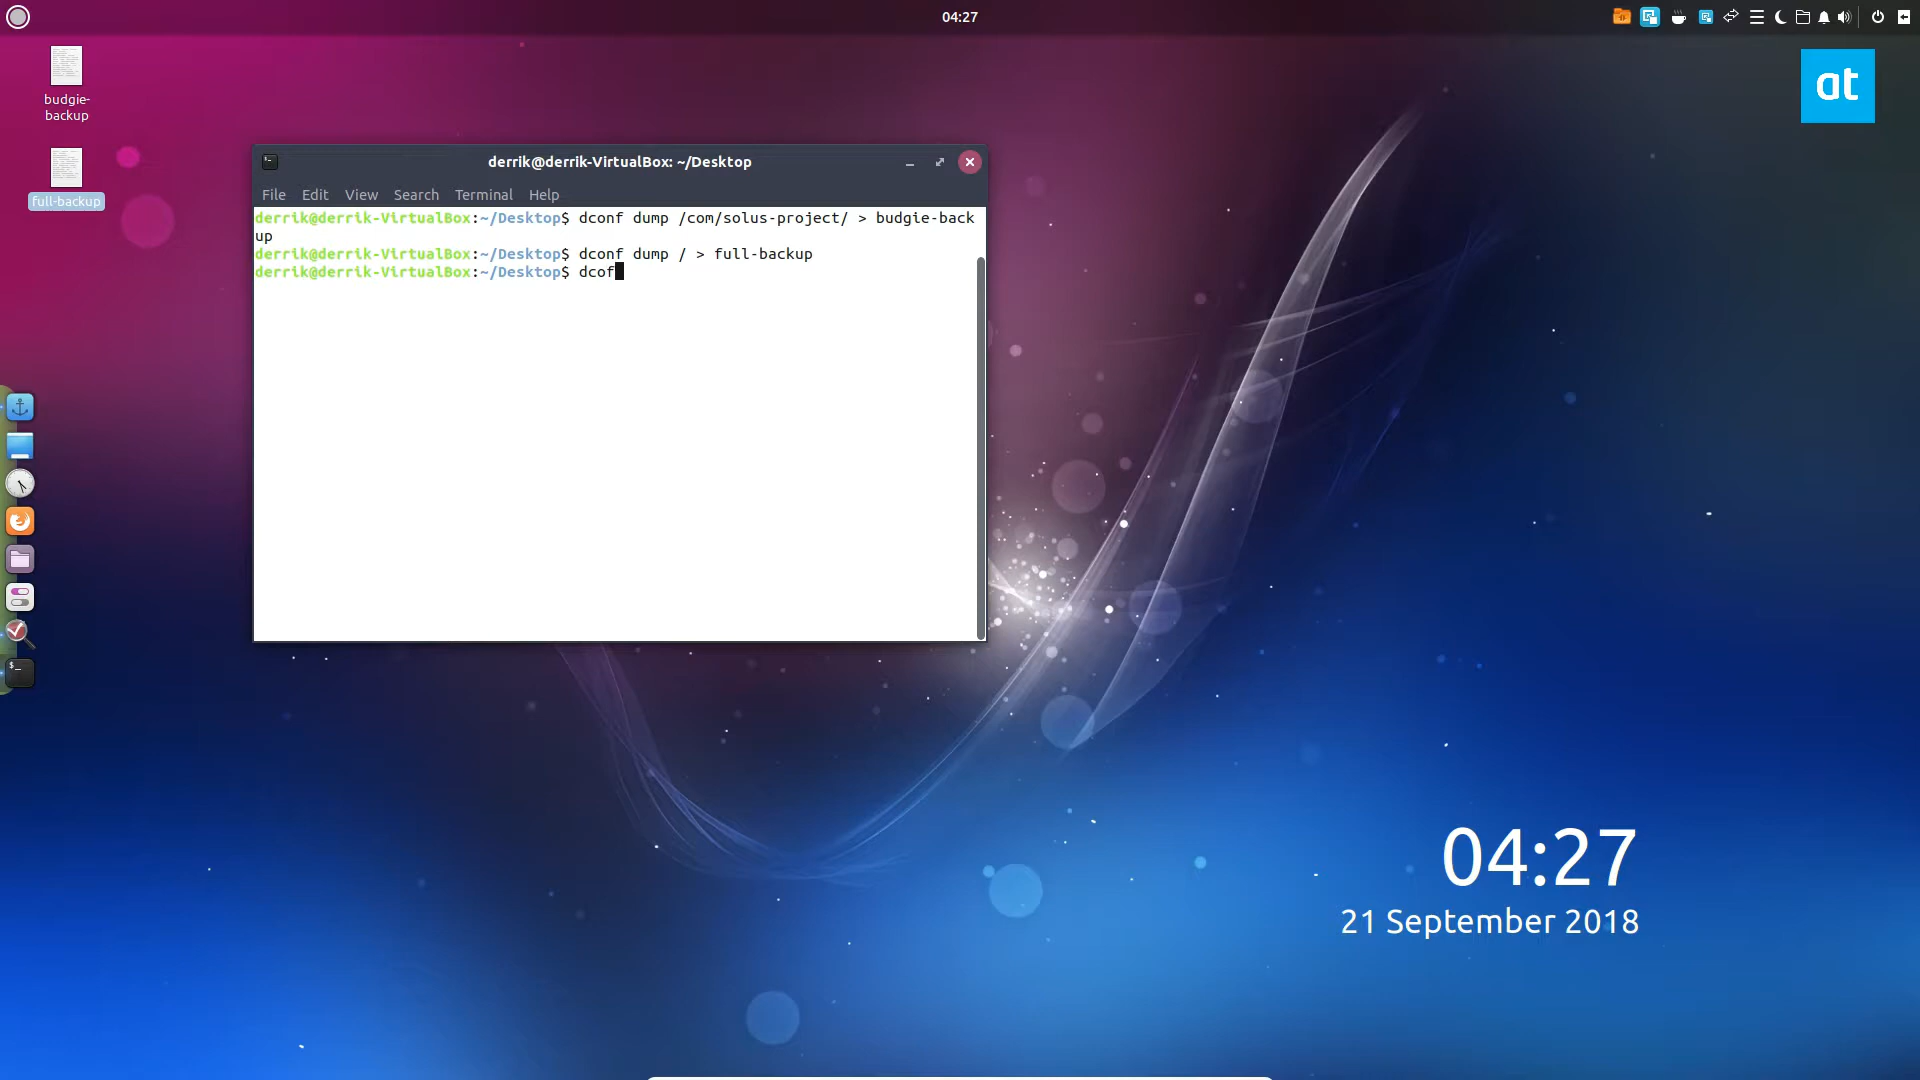 04:27
at
budgie-
backup
full-backup
derrik@derrik-VirtualBox: ~/Desktop
File Edit View Search Terminal Help
derrik@derrik-VirtualBox:~/Desktop$ dconf dump /com/solus-project/ > budgie-back
up
derrik@derrik-VirtualBox:~/Desktop$ dconf dump / > full-backup
derrik@derrik-VirtualBox:~/Desktop$ dcof
04:27
21 September 2018